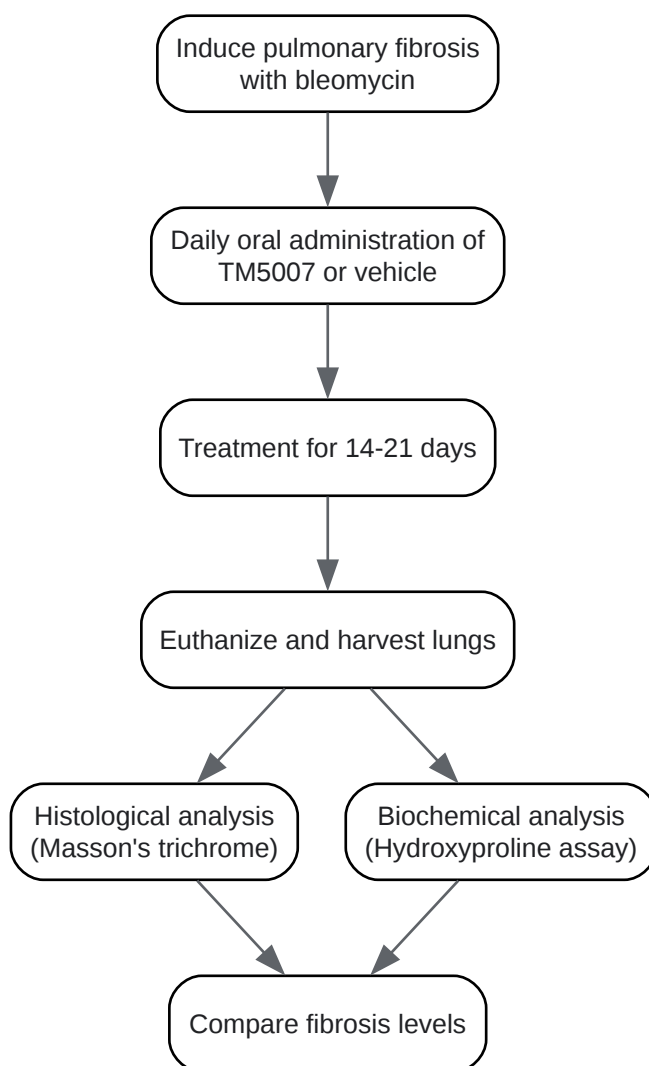 Induce pulmonary fibrosis
with bleomycin
Daily oral administration of
TM5007 or vehicle
Treatment for 14-21 days
Euthanize and harvest lungs
Histological analysis
(Masson's trichrome)
Biochemical analysis
(Hydroxyproline assay)
Compare fibrosis levels